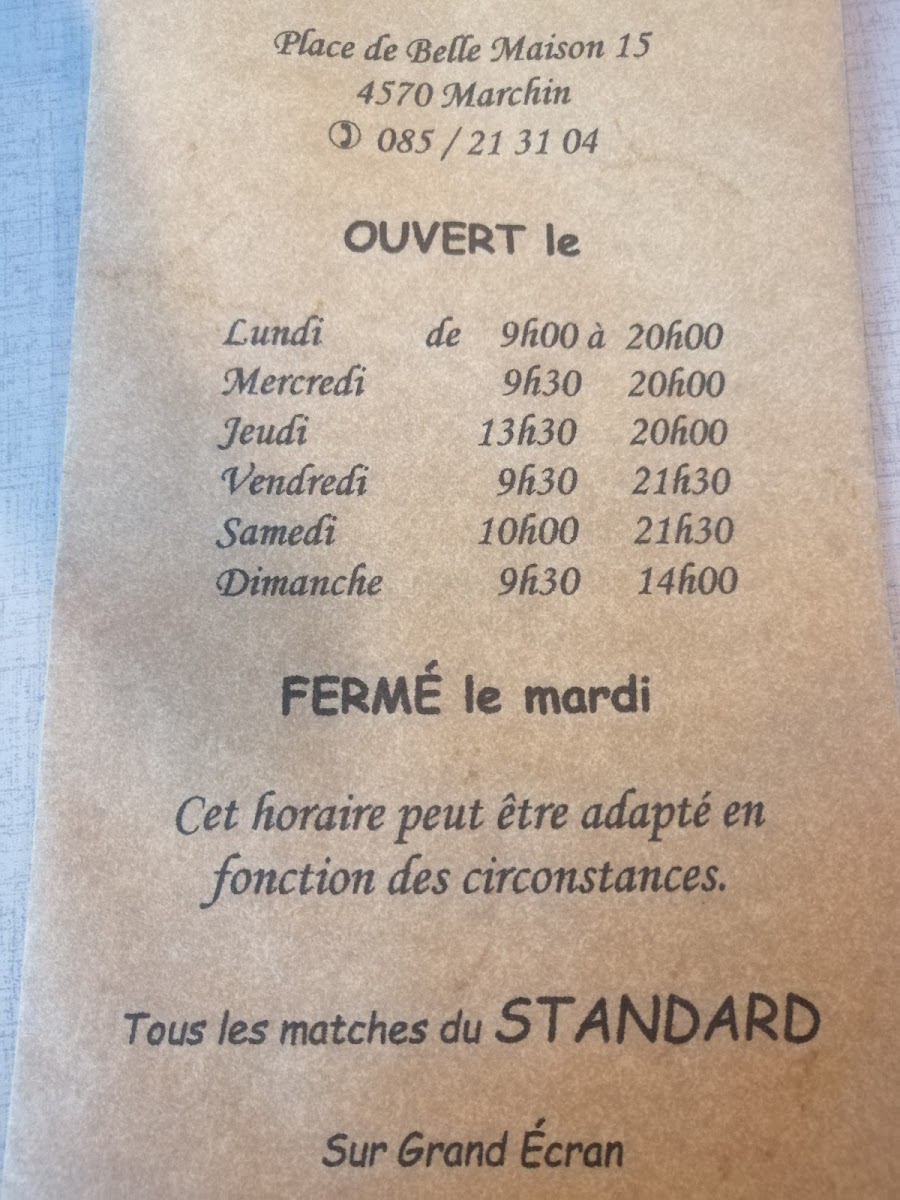 Place de Belle Maison 15
4570 Marchin
✆ 085 / 21 31 04
OUVERT le
Lundi de 9h00 à 20h00
Mercredi 9h30 20h00
Jeudi 13h30 20h00
Vendredi 9h30 21h30
Samedi 10h00 21h30
Dimanche 9h30 14h00
FERMÉ le mardi
Cet horaire peut être adapté en
fonction des circonstances.
Tous les matches du STANDARD
Sur Grand Écran